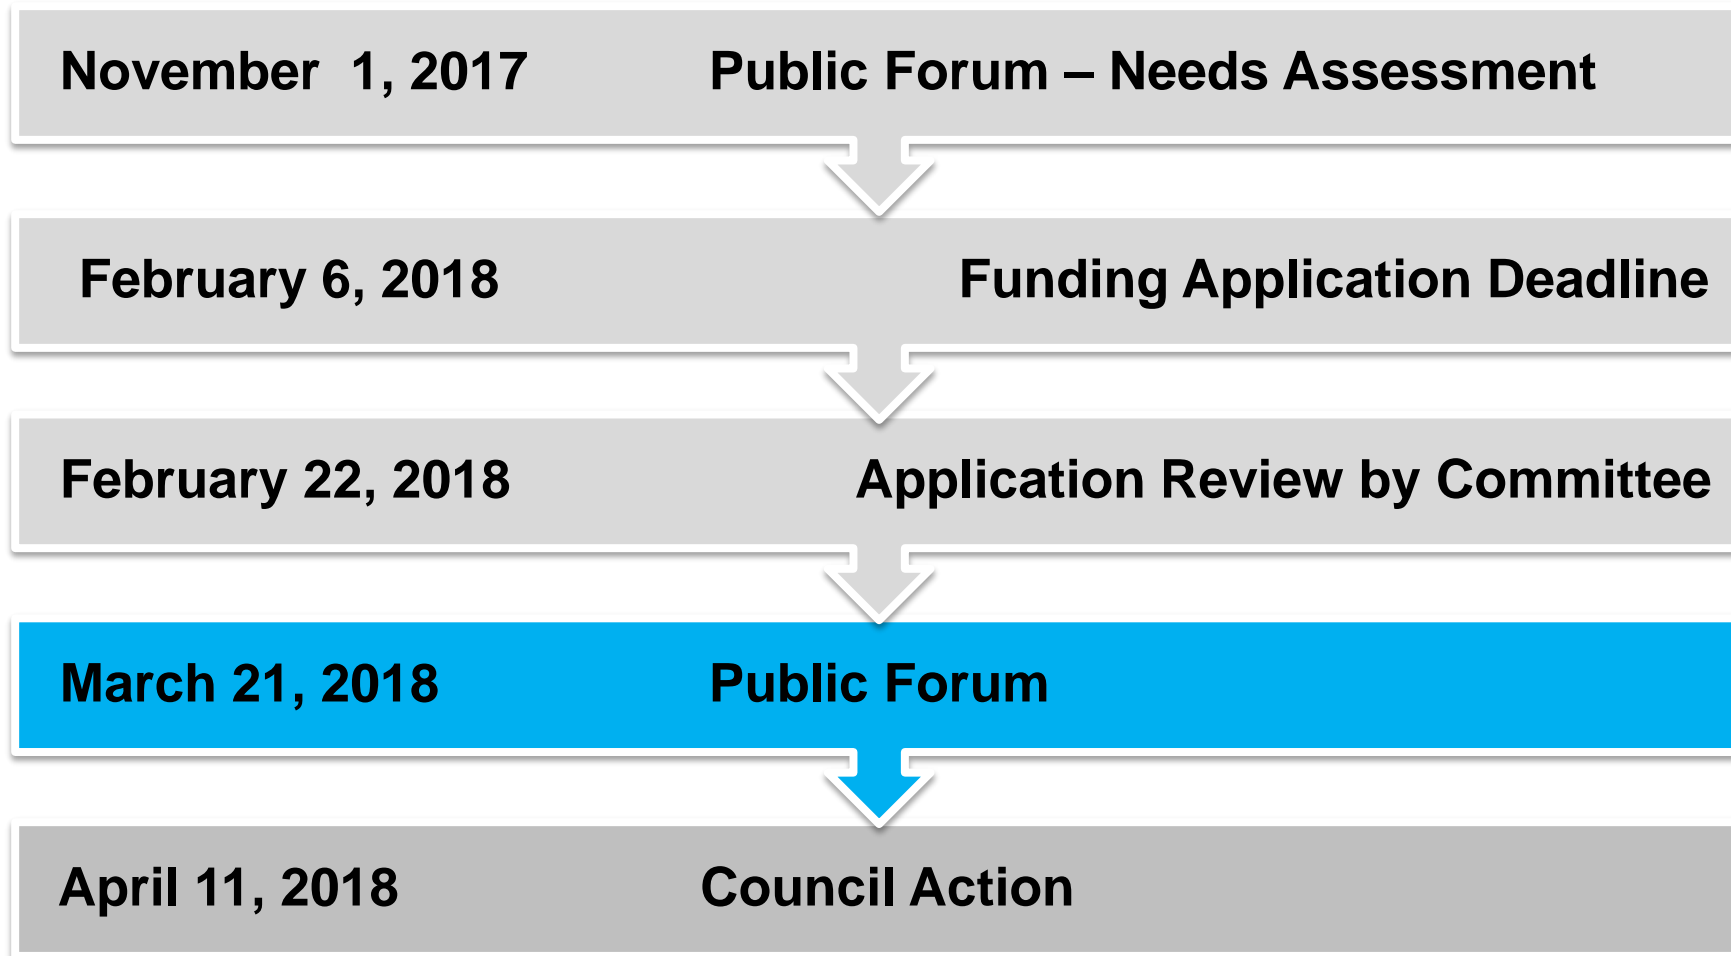 November 1, 2017 Public Forum – Needs Assessment
February 6, 2018 Funding Application Deadline
February 22, 2018 Application Review by Committee
March 21, 2018 Public Forum
April 11, 2018 Council Action